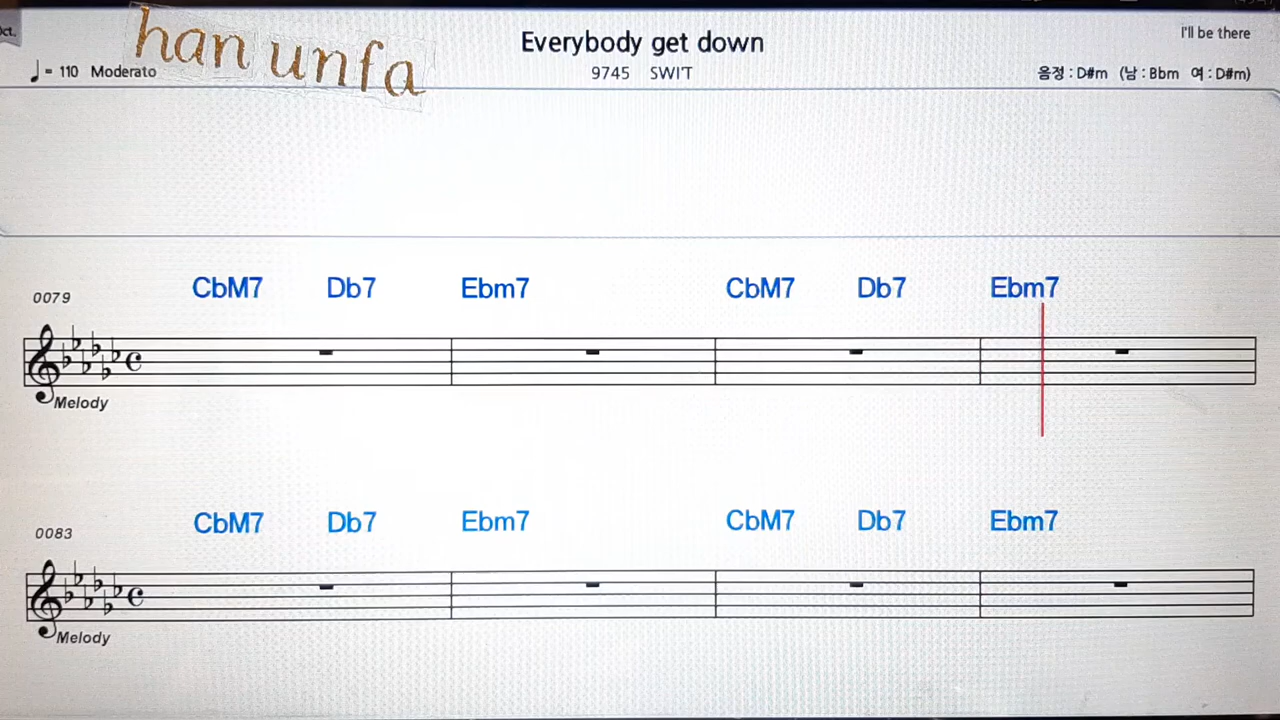 Oct.
han unfa
Everybody get down
I'll be there
♩= 110 Moderato
9745 SWI'T
음정 : D#m (남 : Bbm 여 : D#m)
CbM7 Db7 Ebm7 CbM7 Db7 Ebm7
0079
Melody
CbM7 Db7 Ebm7 CbM7 Db7 Ebm7
0083
Melody